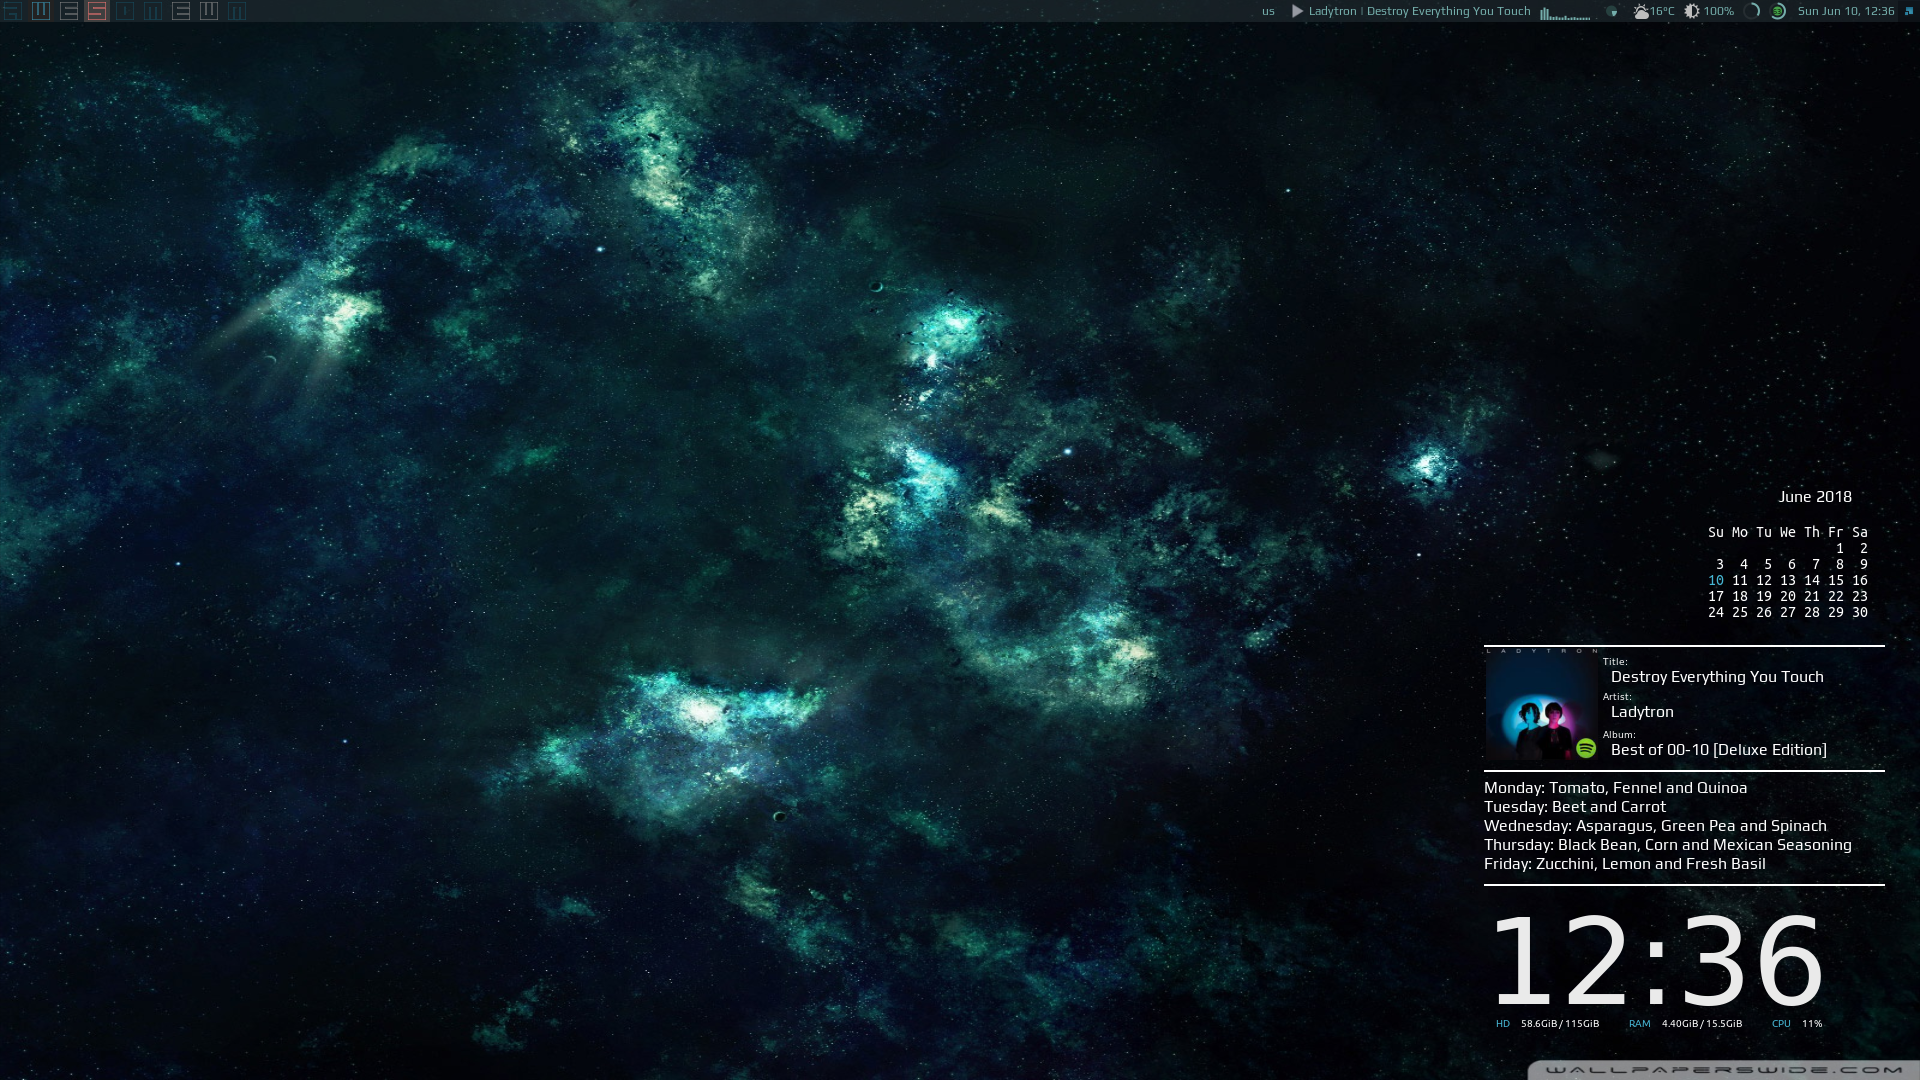 us
Ladytron | Destroy Everything You Touch
16°C
100%
Sun Jun 10, 12:36
June 2018
Su Mo Tu We Th Fr Sa
1 2
3 4 5 6 7 8 9
10 11 12 13 14 15 16
17 18 19 20 21 22 23
24 25 26 27 28 29 30
LADYTRON
Title:
Destroy Everything You Touch
Artist:
Ladytron
Album:
Best of 00-10 [Deluxe Edition]
Monday: Tomato, Fennel and Quinoa
Tuesday: Beet and Carrot
Wednesday: Asparagus, Green Pea and Spinach
Thursday: Black Bean, Corn and Mexican Seasoning
Friday: Zucchini, Lemon and Fresh Basil
12:36
HD 58.6GiB / 115GiB RAM 4.40GiB / 15.5GiB CPU 11%
WALLPAPERSWIDE.COM